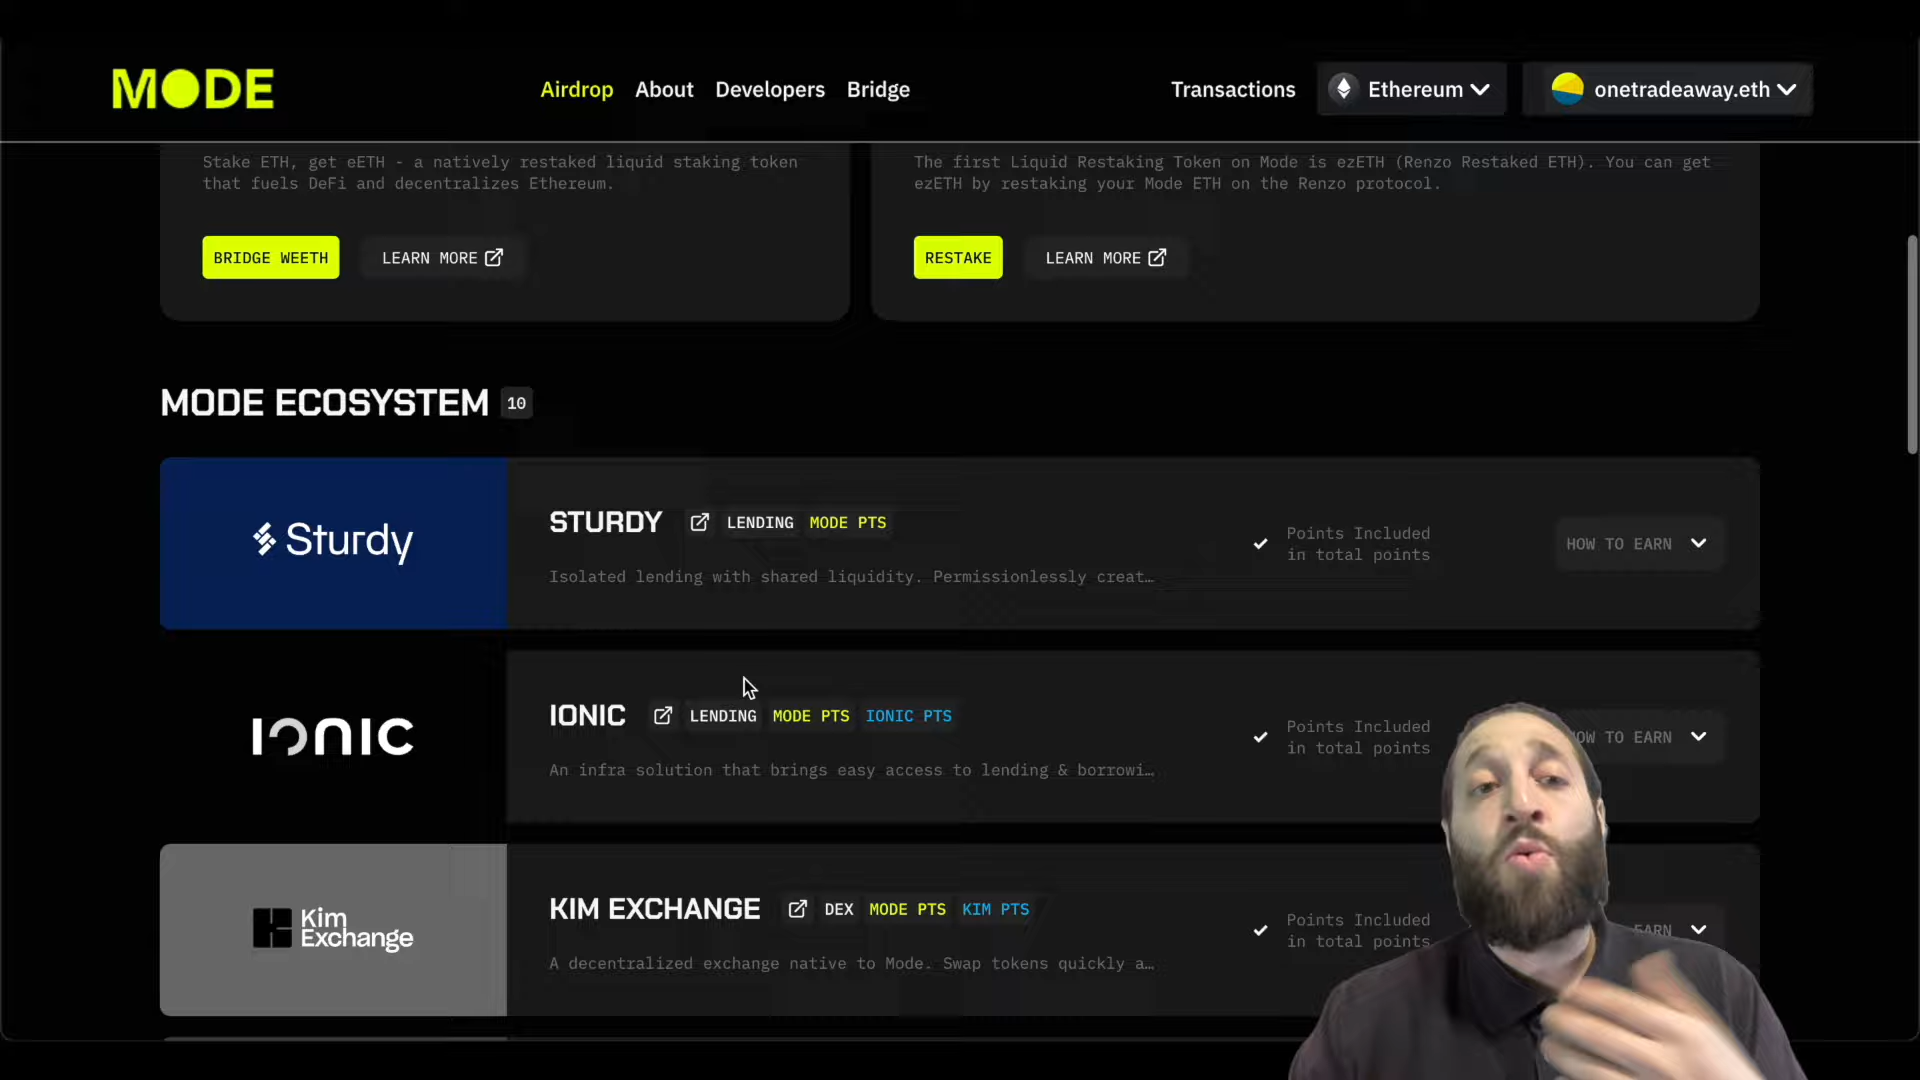 MODE
Airdrop About Developers Bridge
Transactions Ethereum onetradeaway.eth
Stake ETH, get eETH - a natively restaked liquid staking token
that fuels DeFi and decentralizes Ethereum.
BRIDGE WEETH LEARN MORE
The first Liquid Restaking Token on Mode is ezETH (Renzo Restaked ETH). You can get
ezETH by restaking your Mode ETH on the Renzo protocol.
RESTAKE LEARN MORE
MODE ECOSYSTEM 10
Sturdy
STURDY LENDING MODE PTS
Isolated lending with shared liquidity. Permissionlessly creat…
Points Included
in total points
HOW TO EARN
IONIC
IONIC LENDING MODE PTS IONIC PTS
An infra solution that brings easy access to lending & borrowi…
Points Included
in total points
OW TO EARN
Kim
Exchange
KIM EXCHANGE DEX MODE PTS KIM PTS
A decentralized exchange native to Mode. Swap tokens quickly a…
Points Included
in total points
EARN